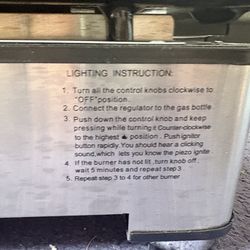 LIGHTING INSTRUCTION:
1. Turn all the control knobs clockwise to
"OFF" position.
2. Connect the regulator to the gas bottle.
3. Push down the control knob and keep
pressing while turning it Counter-clockwise
to the highest position. Push ignitor
button rapidly. You should hear a clicking
sound, which lets you know the piezo ignite
4. If the burner has not lit, turn knob off,
wait 5 minutes and repeat step 3.
5. Repeat step 3 to 4 for other burner